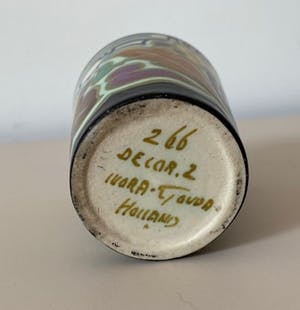 266
DECOR. 2
IVORA-GOUDA-
HOLLAND